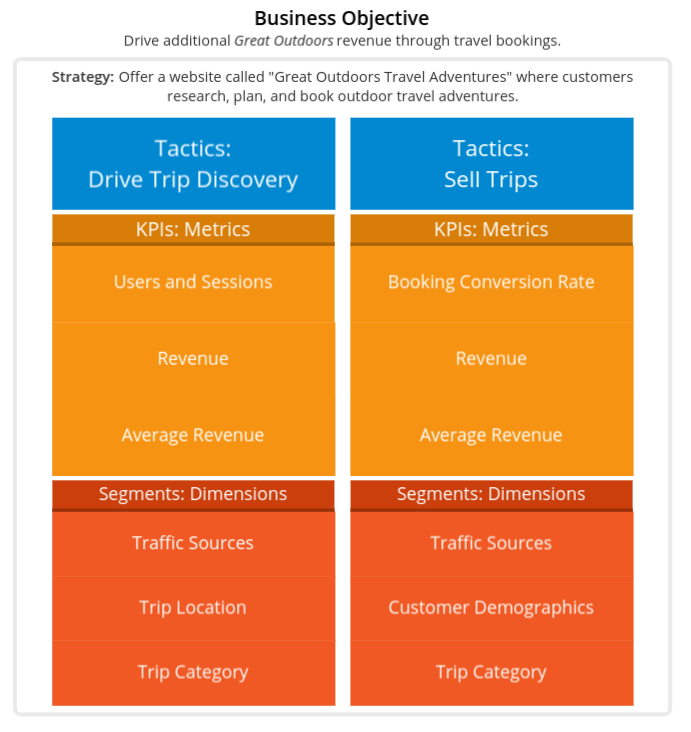 Business Objective
Drive additional Great Outdoors revenue through travel bookings.
Strategy: Offer a website called "Great Outdoors Travel Adventures" where customers
research, plan, and book outdoor travel adventures.
Tactics:
Drive Trip Discovery
KPIs: Metrics
Users and Sessions
Revenue
Average Revenue
Segments: Dimensions
Traffic Sources
Trip Location
Trip Category
Tactics:
Sell Trips
KPIs: Metrics
Booking Conversion Rate
Revenue
Average Revenue
Segments: Dimensions
Traffic Sources
Customer Demographics
Trip Category